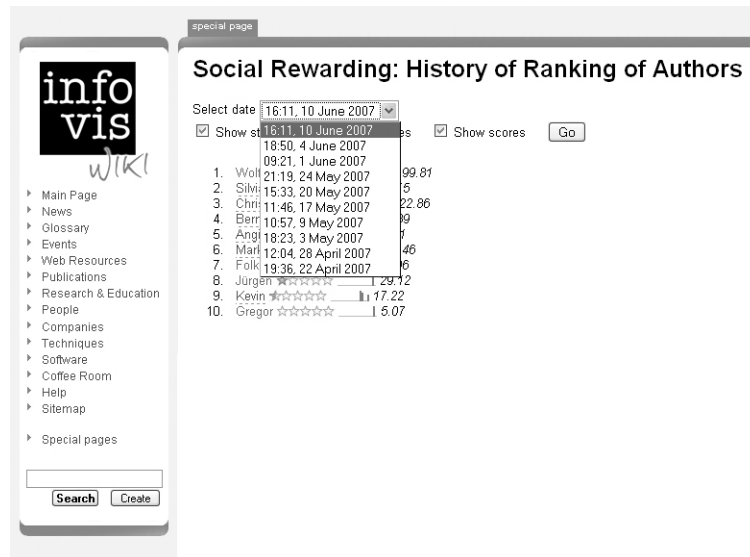 special page
info
vis
WIKI
Main Page
News
Glossary
Events
Web Resources
Publications
Research & Education
People
Companies
Techniques
Software
Coffee Room
Help
Sitemap
Special pages
Search Create
Social Rewarding: History of Ranking of Authors
Select date 16:11, 10 June 2007
Show Show scores Go
16:11, 10 June 2007
18:50, 4 June 2007
09:21, 1 June 2007
21:19, 24 May 2007
15:33, 20 May 2007
11:46, 17 May 2007
10:57, 9 May 2007
18:23, 3 May 2007
12:04, 28 April 2007
19:36, 22 April 2007
1. 99.81
2.
3. 22.86
4.
5.
6.
7.
8. Jürgen 29.12
9. Kevin 17.22
10. Gregor 5.07